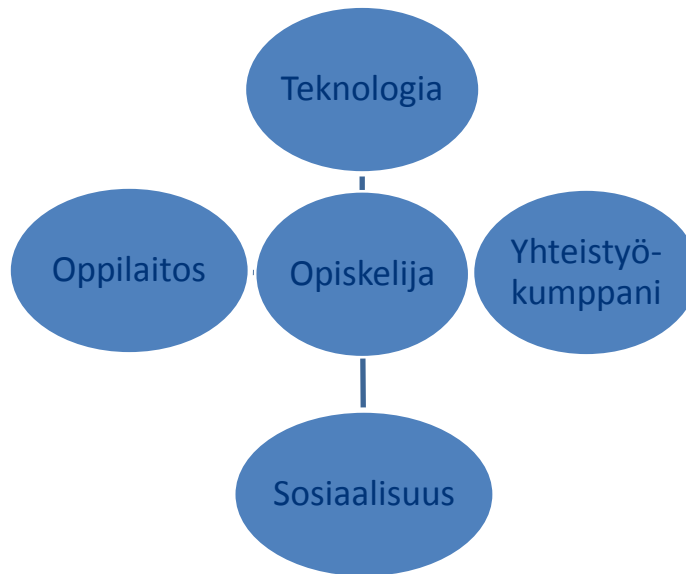 Teknologia
Oppilaitos
Opiskelija
Yhteistyö-
kumppani
Sosiaalisuus